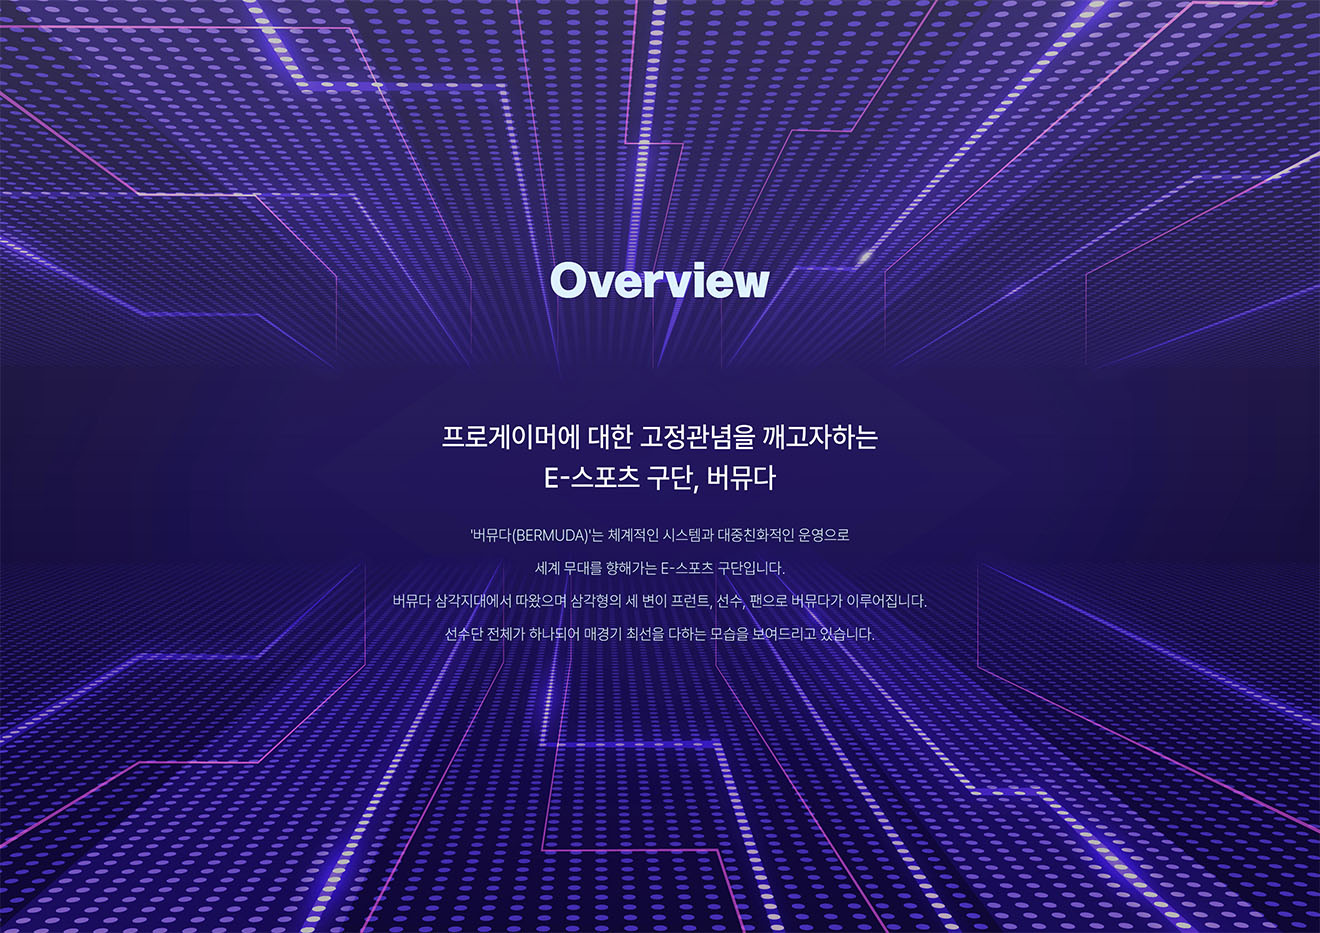 Overview
프로게이머에 대한 고정관념을 깨고자하는
E-스포츠 구단, 버뮤다
'버뮤다(BERMUDA)'는 체계적인 시스템과 대중친화적인 운영으로
세계 무대를 향해가는 E-스포츠 구단입니다.
버뮤다 삼각지대에서 따왔으며 삼각형의 세 변이 프런트, 선수, 팬으로 버뮤다가 이루어집니다.
선수단 전체가 하나되어 매경기 최선을 다하는 모습을 보여드리고 있습니다.